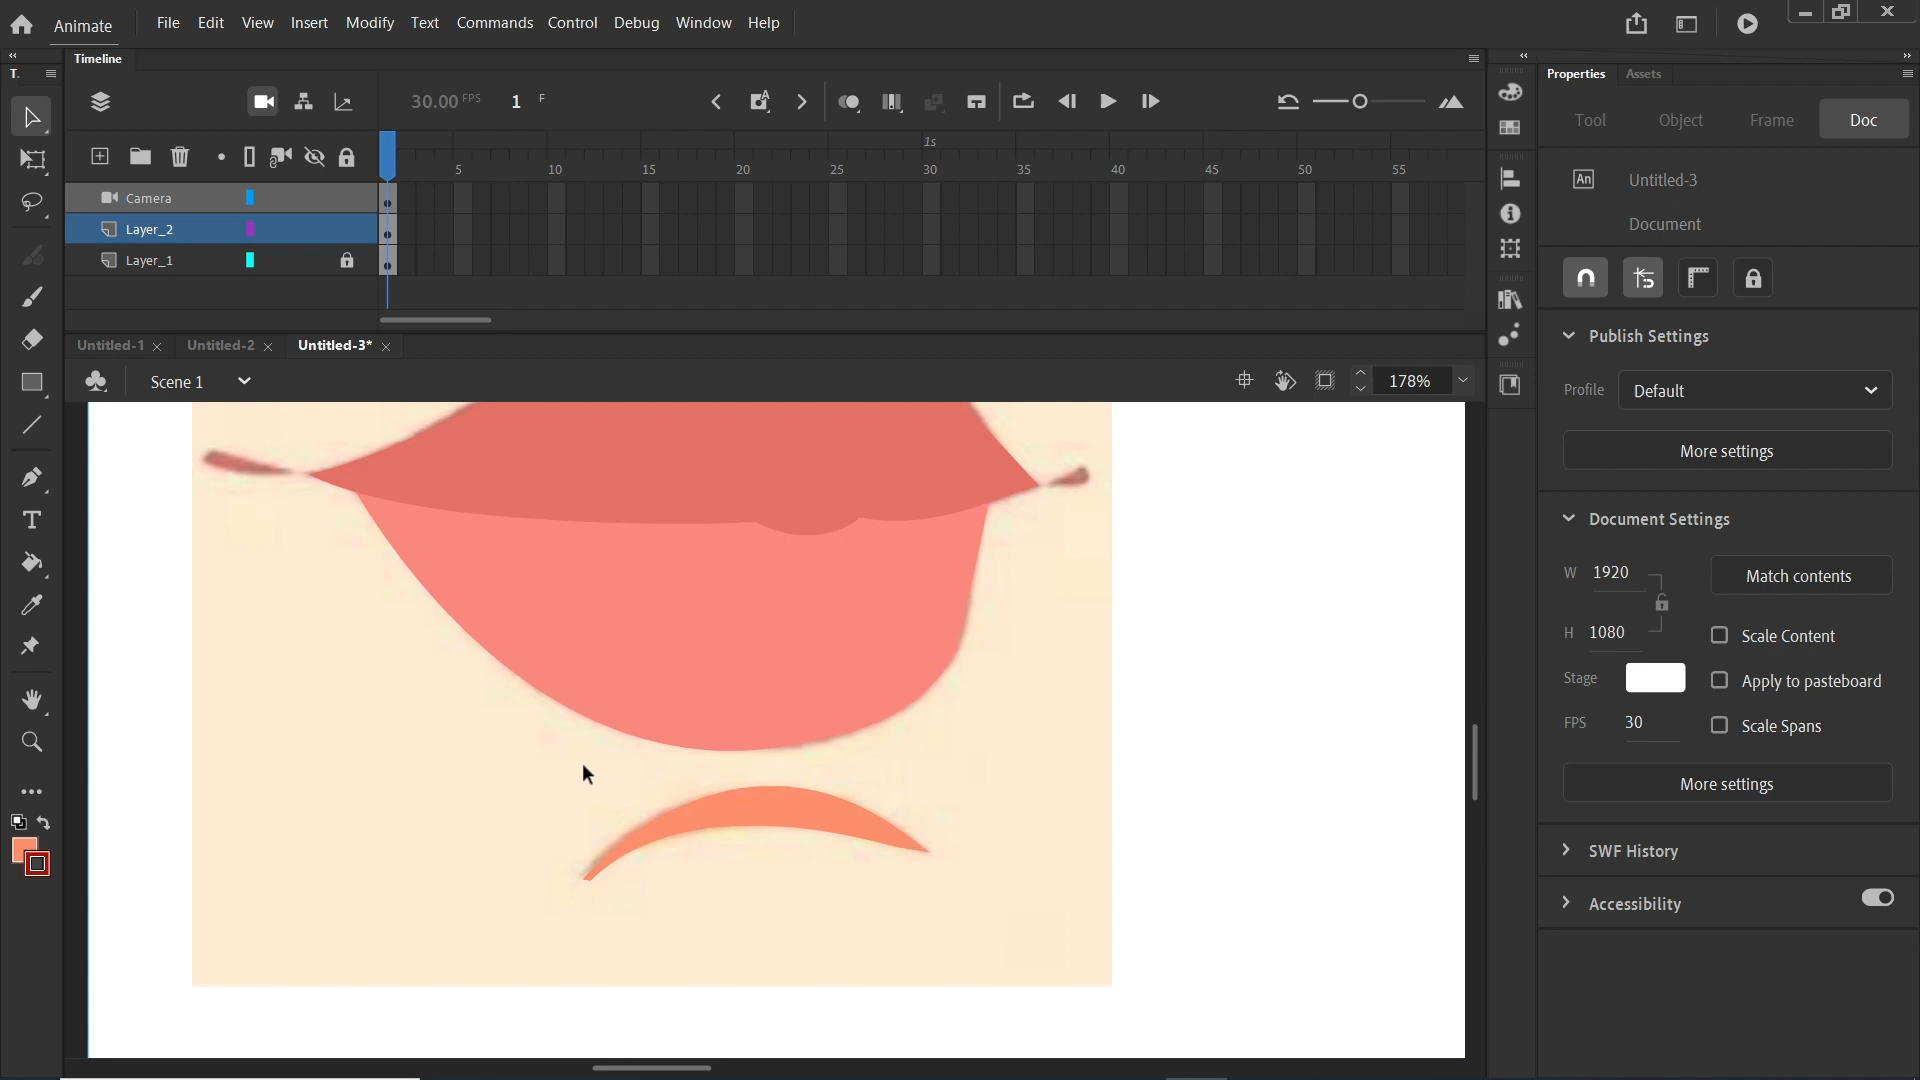 Animate
File Edit View Insert Modify Text Commands Control Debug Window Help
Timeline
T.
30.00 FPS 1 F
1s
5 10 15 20 25 30 35 40 45 50 55
Camera
Layer_2
Layer_1
Untitled-1 Untitled-2 Untitled-3*
Scene 1
178%
Properties Assets
Tool Object Frame Doc
An Untitled-3
Document
Publish Settings
Profile Default
More settings
Document Settings
W 1920
Match contents
H 1080
Scale Content
Stage
Apply to pasteboard
FPS 30
Scale Spans
More settings
SWF History
Accessibility